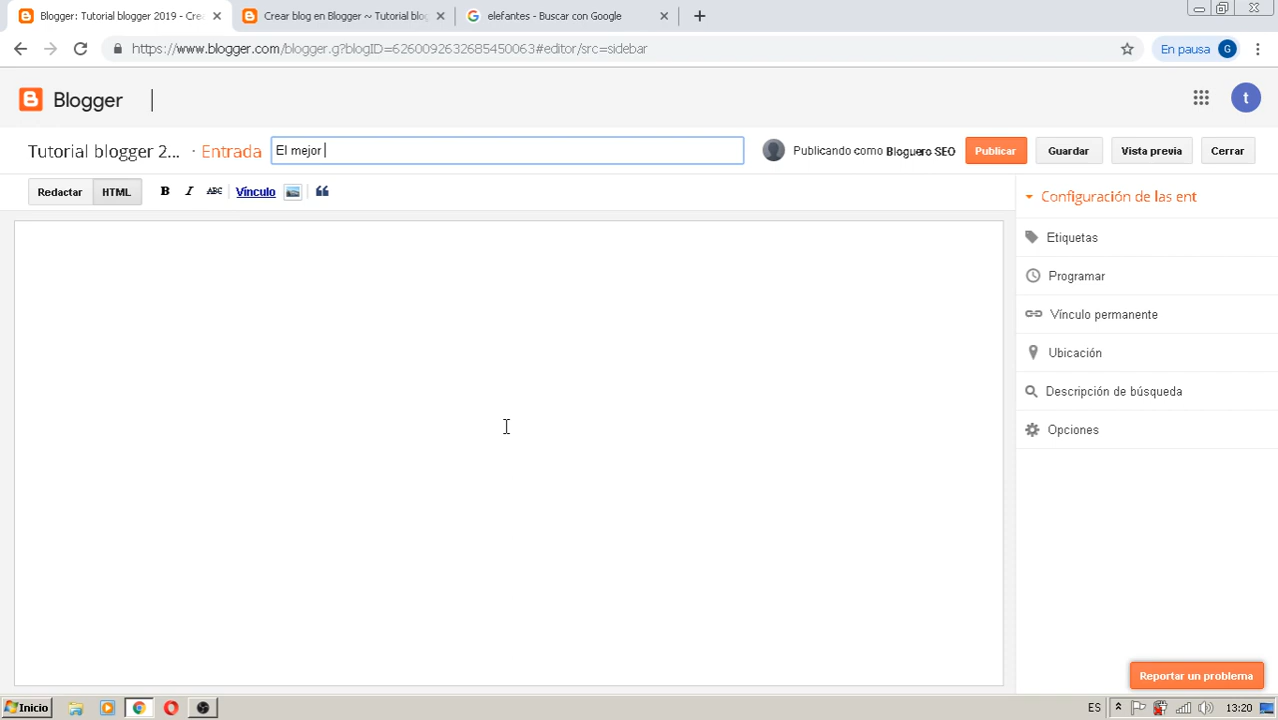 Blogger: Tutorial blogger 2019 - Cre
Crear blog en Blogger ~ Tutorial blog
elefantes - Buscar con Google
https://www.blogger.com/blogger.g?blogID=6260092632685450063#editor/src=sidebar
En pausa G
Blogger
t
Tutorial blogger 2... · Entrada
El mejor
Publicando como Bloguero SEO
Publicar
Guardar
Vista previa
Cerrar
Redactar
HTML
B I ABC Vínculo
Configuración de las ent
Etiquetas
Programar
Vínculo permanente
Ubicación
Descripción de búsqueda
Opciones
Reportar un problema
Inicio
ES
13:20